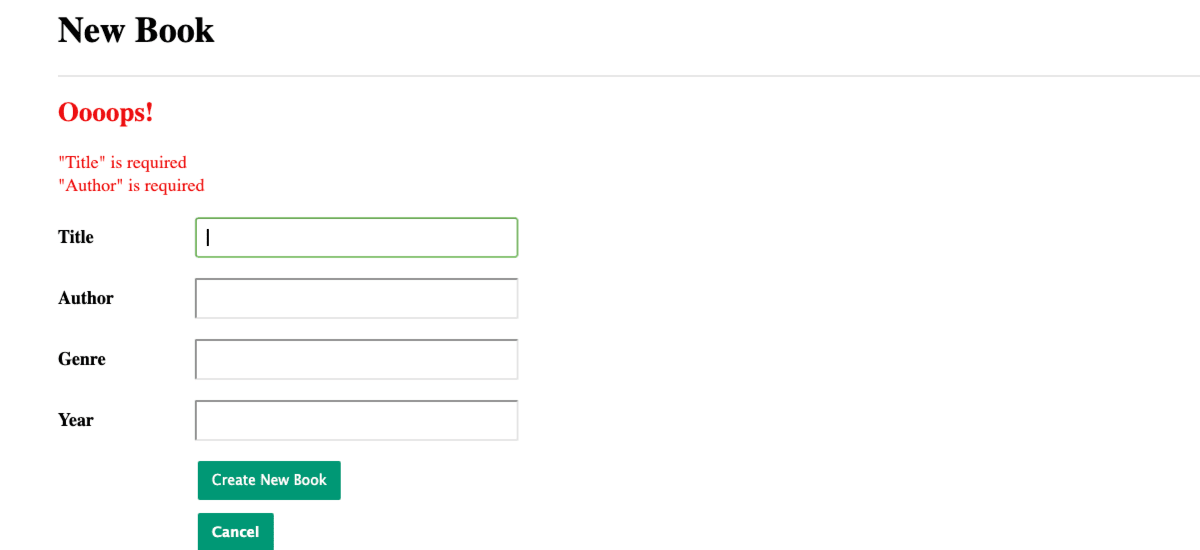 New Book
Oooops!
"Title" is required
"Author" is required
Title
Author
Genre
Year
Create New Book
Cancel